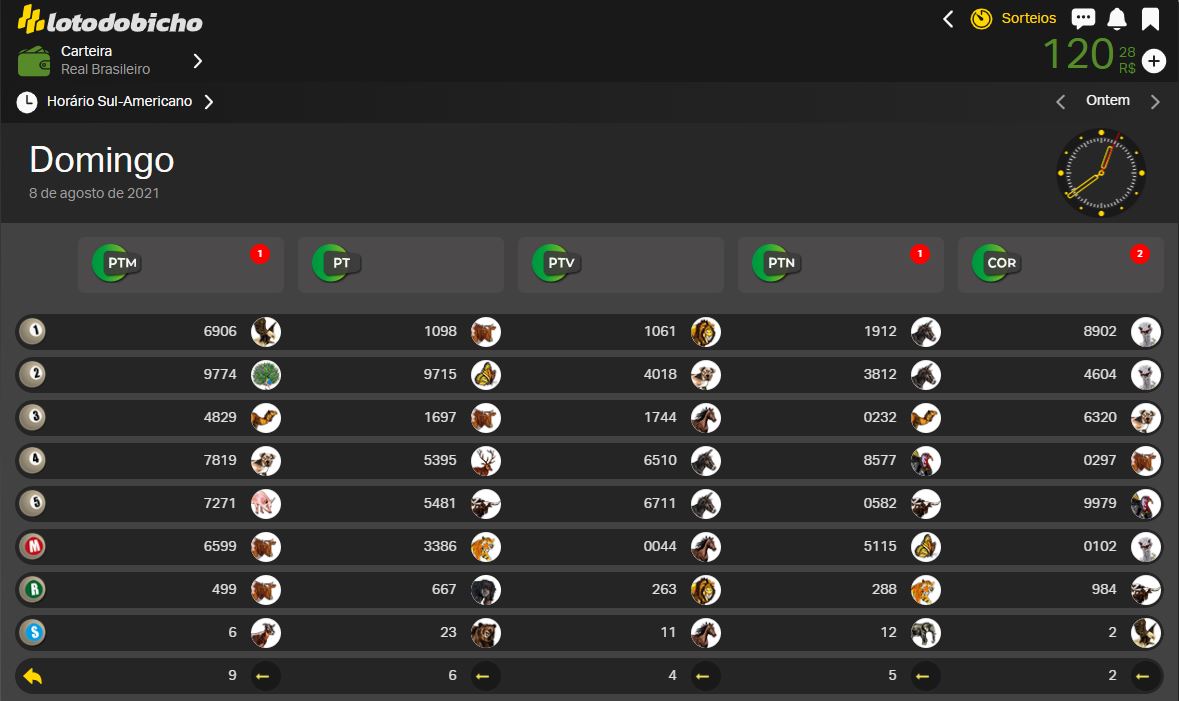 lotodobicho
Sorteios
Carteira
Real Brasileiro
120 28 R$
Horário Sul-Americano
Ontem
Domingo
8 de agosto de 2021
PTM 1 PT PTV PTN 1 COR 2
1 6906 1098 1061 1912 8902
2 9774 9715 4018 3812 4604
3 4829 1697 1744 0232 6320
4 7819 5395 6510 8577 0297
5 7271 5481 6711 0582 9979
M 6599 3386 0044 5115 0102
R 499 667 263 288 984
S 6 23 11 12 2
9 6 4 5 2